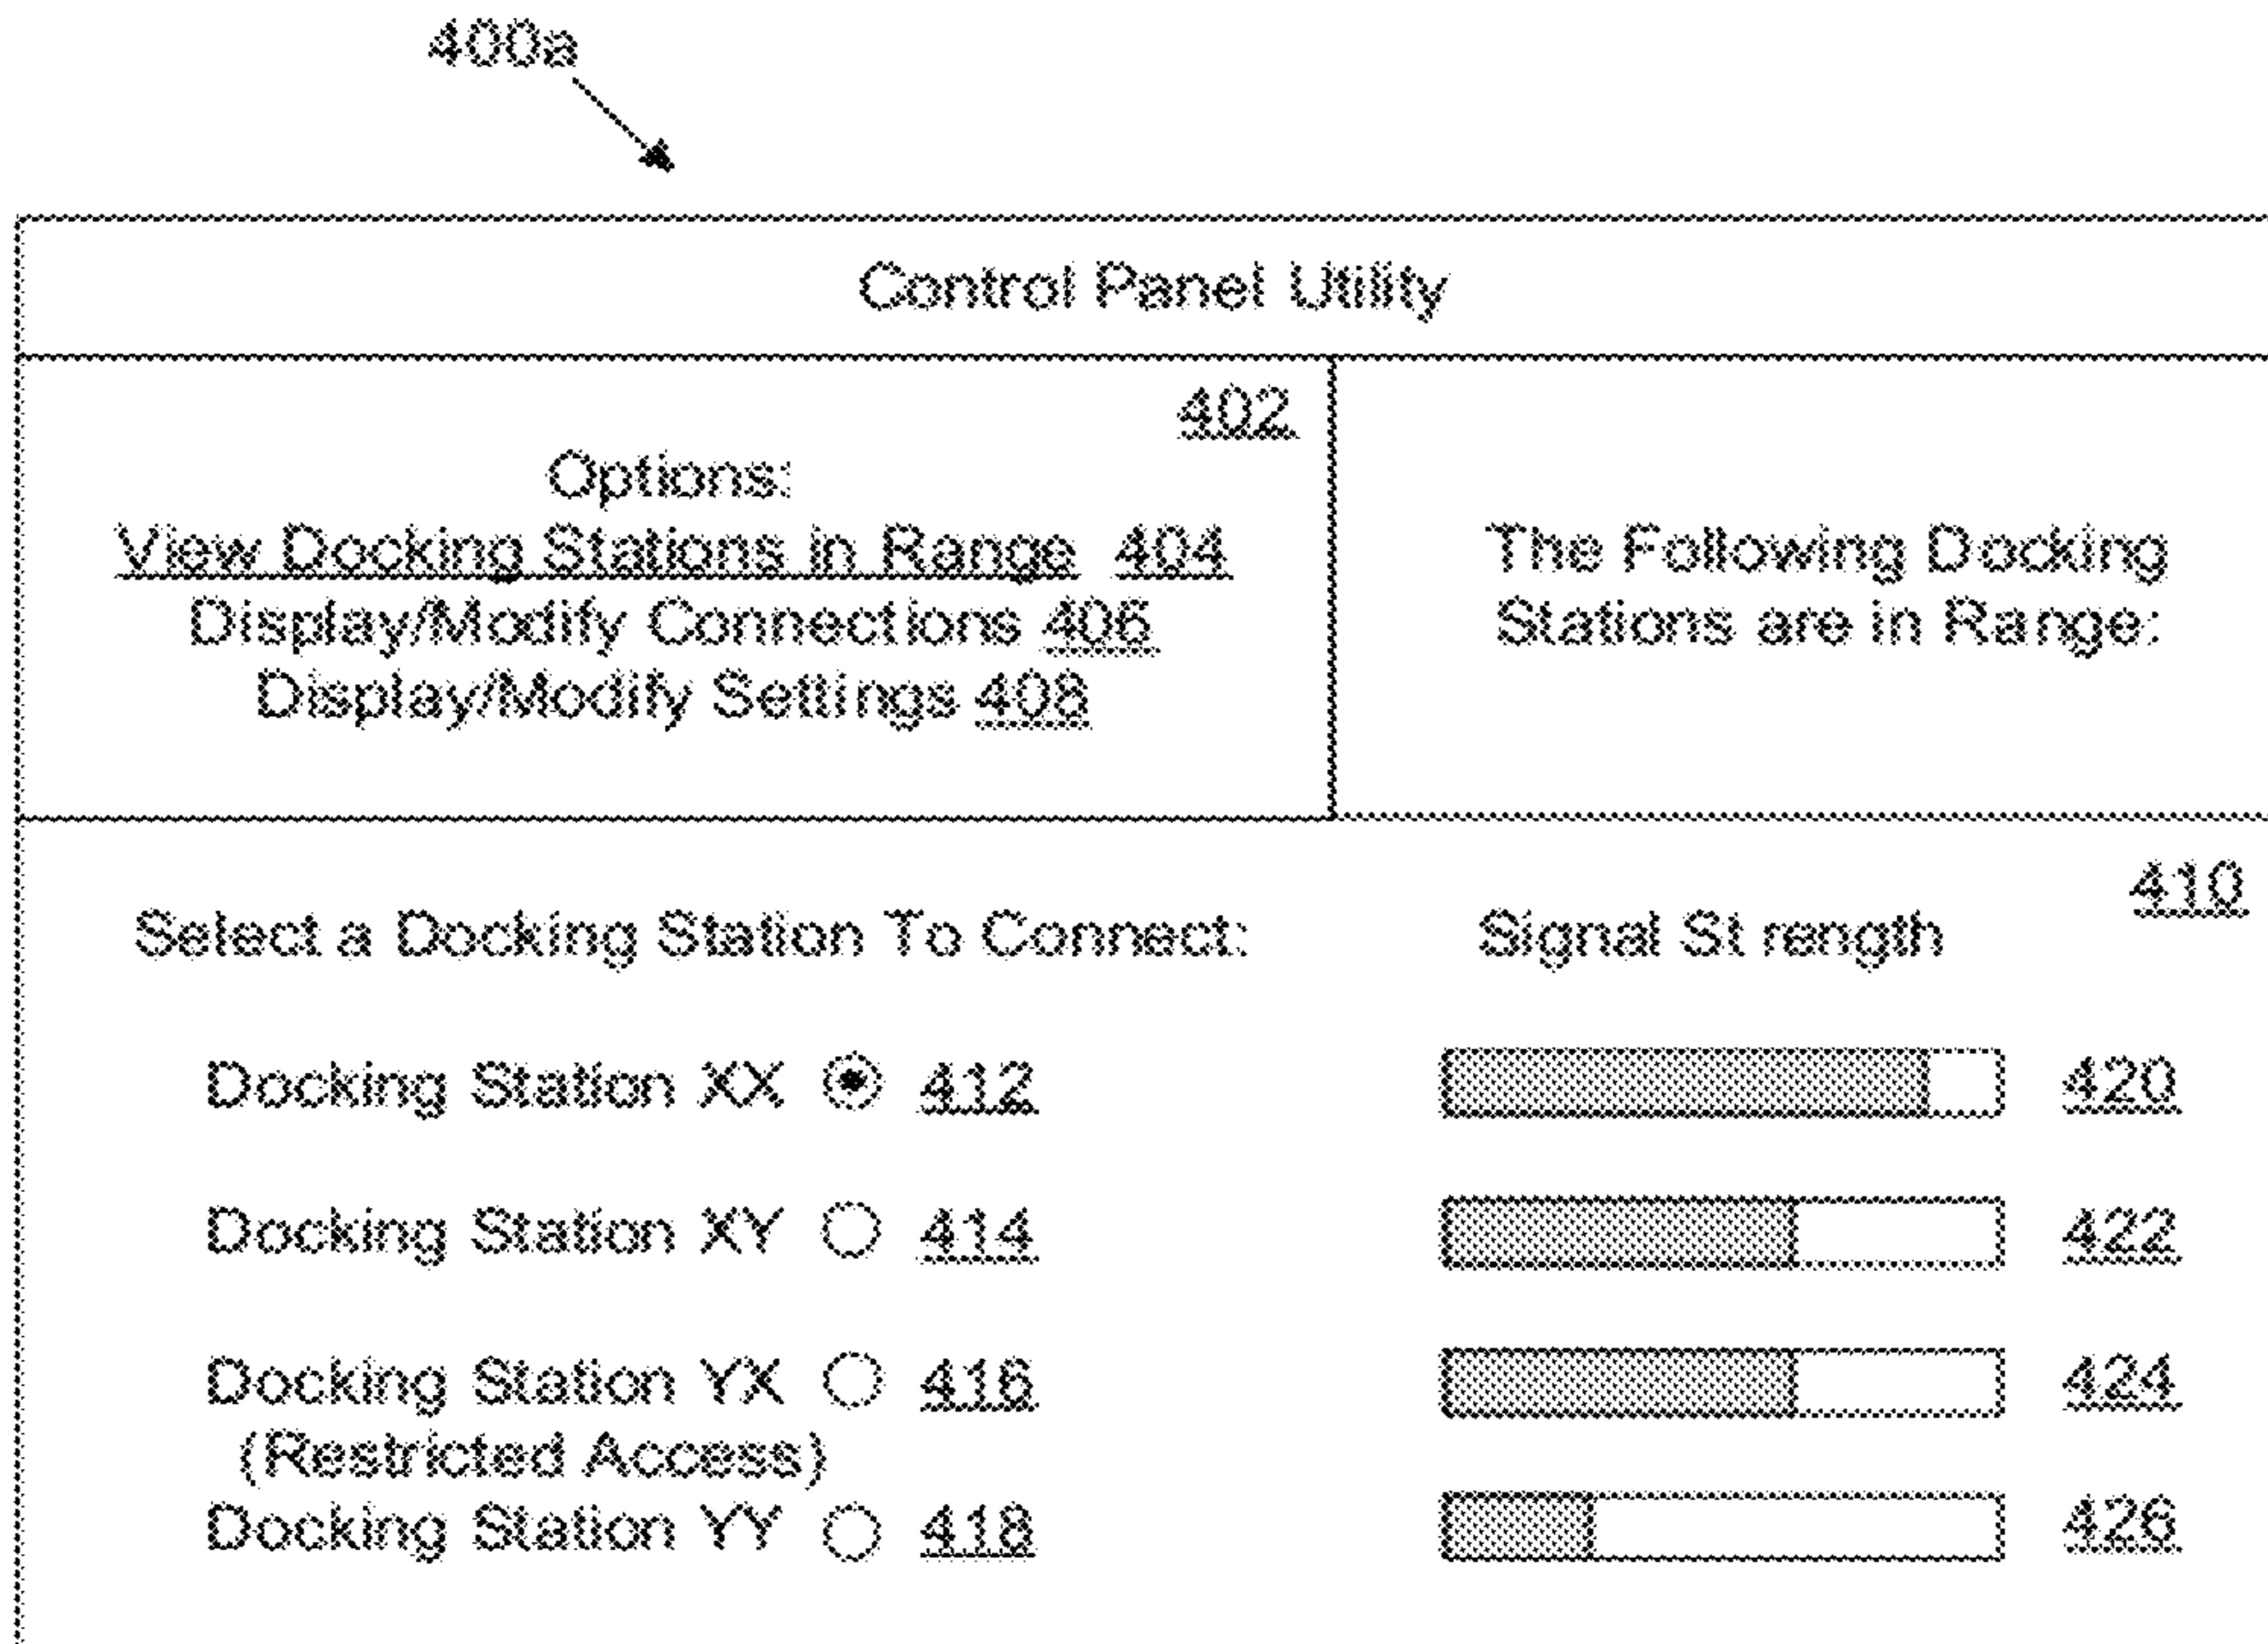 400a
Control Panel Utility
402
Options:
View Docking Stations in Range 404
Display/Modify Connections 406
Display/Modify Settings 408
The Following Docking
Stations are in Range:
410
Select a Docking Station To Connect: Signal St rength
Docking Station XX 412 420
Docking Station XY 414 422
Docking Station YX 416 424
(Restricted Access)
Docking Station YY 418 426